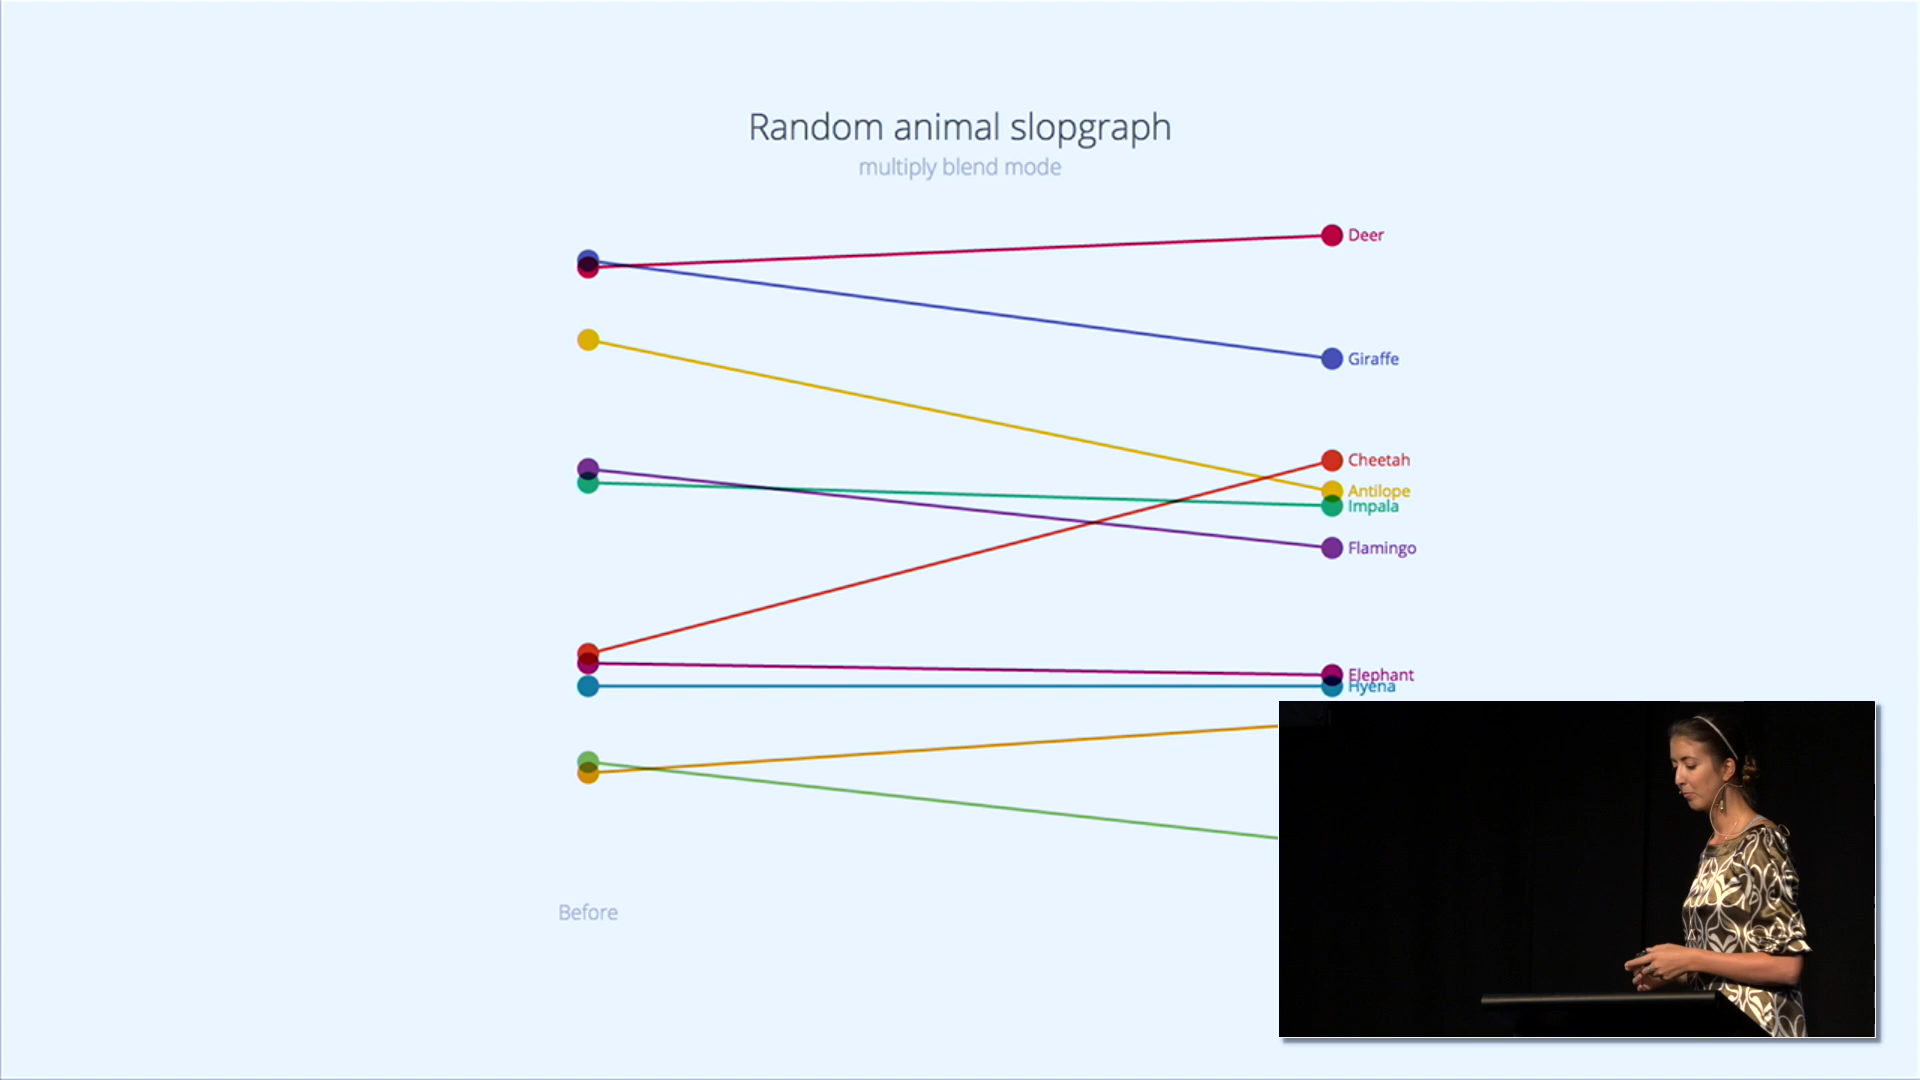 Random animal slopgraph
multiply blend mode
Deer
Giraffe
Cheetah
Antilope
Impala
Flamingo
Elephant
Hyena
Before